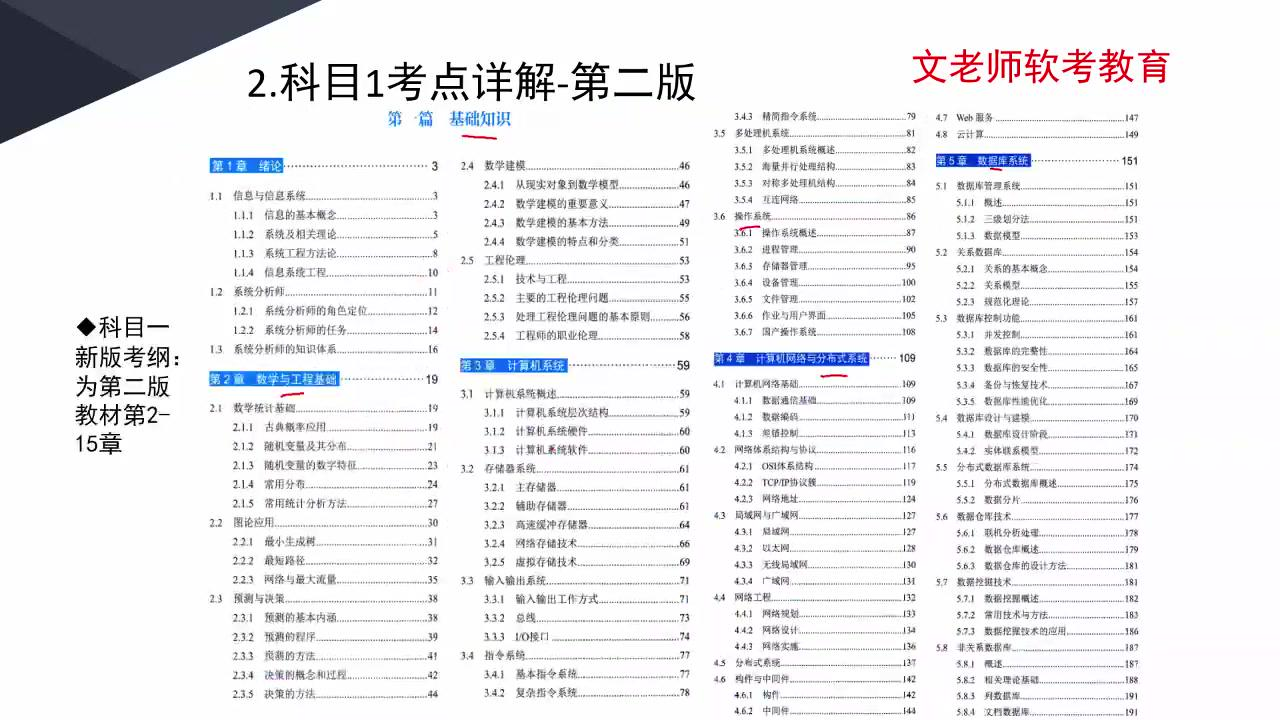 2.科目1考点详解-第二版
文老师软考教育
◆科目一
新版考纲：
为第二版
教材第2-
15章
第一篇 基础知识
第1章 绪论 3
1.1 信息与信息系统 3
1.1.1 信息的基本概念 3
1.1.2 系统及相关理论 5
1.1.3 系统工程方法论 8
1.1.4 信息系统工程 10
1.2 系统分析师 11
1.2.1 系统分析师的角色定位 12
1.2.2 系统分析师的任务 14
1.3 系统分析师的知识体系 16
第2章 数学与工程基础 19
2.1 数学统计基础 19
2.1.1 古典概率应用 19
2.1.2 随机变量及其分布 21
2.1.3 随机变量的数字特征 23
2.1.4 常用分布 24
2.1.5 常用统计分析方法 27
2.2 图论应用 30
2.2.1 最小生成树 31
2.2.2 最短路径 32
2.2.3 网络与最大流量 35
2.3 预测与决策 38
2.3.1 预测的基本内涵 38
2.3.2 预测的程序 39
2.3.3 预测的方法 41
2.3.4 决策的概念和过程 42
2.3.5 决策的方法 44
2.4 数学建模 46
2.4.1 从现实对象到数学模型 46
2.4.2 数学建模的重要意义 47
2.4.3 数学建模的基本方法 49
2.4.4 数学建模的特点和分类 51
2.5 工程伦理 53
2.5.1 技术与工程 53
2.5.2 主要的工程伦理问题 55
2.5.3 处理工程伦理问题的基本原则 56
2.5.4 工程师的职业伦理 58
第3章 计算机系统 59
3.1 计算机系统概述 59
3.1.1 计算机系统层次结构 59
3.1.2 计算机系统硬件 60
3.1.3 计算机系统软件 60
3.2 存储器系统 61
3.2.1 主存储器 61
3.2.2 辅助存储器 61
3.2.3 高速缓冲存储器 64
3.2.4 网络存储技术 66
3.2.5 虚拟存储技术 69
3.3 输入输出系统 71
3.3.1 输入输出工作方式 71
3.3.2 总线 73
3.3.3 I/O接口 74
3.4 指令系统 77
3.4.1 基本指令系统 77
3.4.2 复杂指令系统 78
3.4.3 精简指令系统 79
3.5 多处理机系统 81
3.5.1 多处理机系统概述 82
3.5.2 海量并行处理结构 83
3.5.3 对称多处理机结构 84
3.5.4 互连网络 85
3.6 操作系统 86
3.6.1 操作系统概述 87
3.6.2 进程管理 90
3.6.3 存储器管理 95
3.6.4 设备管理 100
3.6.5 文件管理 102
3.6.6 作业与用户界面 105
3.6.7 国产操作系统 108
第4章 计算机网络与分布式系统 109
4.1 计算机网络基础 109
4.1.1 数据通信基础 109
4.1.2 数据编码 111
4.1.3 差错控制 113
4.2 网络体系结构与协议 116
4.2.1 OSI体系结构 117
4.2.2 TCP/IP协议簇 119
4.2.3 网络地址 124
4.3 局域网与广域网 127
4.3.1 局域网 127
4.3.2 以太网 128
4.3.3 无线局域网 130
4.3.4 广域网 131
4.4 网络工程 132
4.4.1 网络规划 133
4.4.2 网络设计 134
4.4.3 网络实施 136
4.5 分布式系统 137
4.6 构件与中间件 142
4.6.1 构件 142
4.6.2 中间件 144
4.7 Web 服务 147
4.8 云计算 149
第5章 数据库系统 151
5.1 数据库管理系统 151
5.1.1 概述 151
5.1.2 三级划分法 151
5.1.3 数据模型 153
5.2 关系数据库 154
5.2.1 关系的基本概念 154
5.2.2 关系模型 155
5.2.3 规范化理论 157
5.3 数据库控制功能 161
5.3.1 并发控制 161
5.3.2 数据库的完整性 164
5.3.3 数据库的安全性 165
5.3.4 备份与恢复技术 167
5.3.5 数据库性能优化 169
5.4 数据库设计与建模 170
5.4.1 数据库设计阶段 171
5.4.2 实体联系模型 172
5.5 分布式数据库系统 174
5.5.1 分布式数据库概述 175
5.5.2 数据分片 176
5.6 数据仓库技术 177
5.6.1 联机分析处理 178
5.6.2 数据仓库概述 179
5.6.3 数据仓库的设计方法 181
5.7 数据挖掘技术 181
5.7.1 数据挖掘概述 182
5.7.2 常用技术与方法 183
5.7.3 数据挖掘技术的应用 186
5.8 非关系数据库 187
5.8.1 概述 187
5.8.2 相关理论基础 188
5.8.3 列数据库 191
5.8.4 文档数据库 191